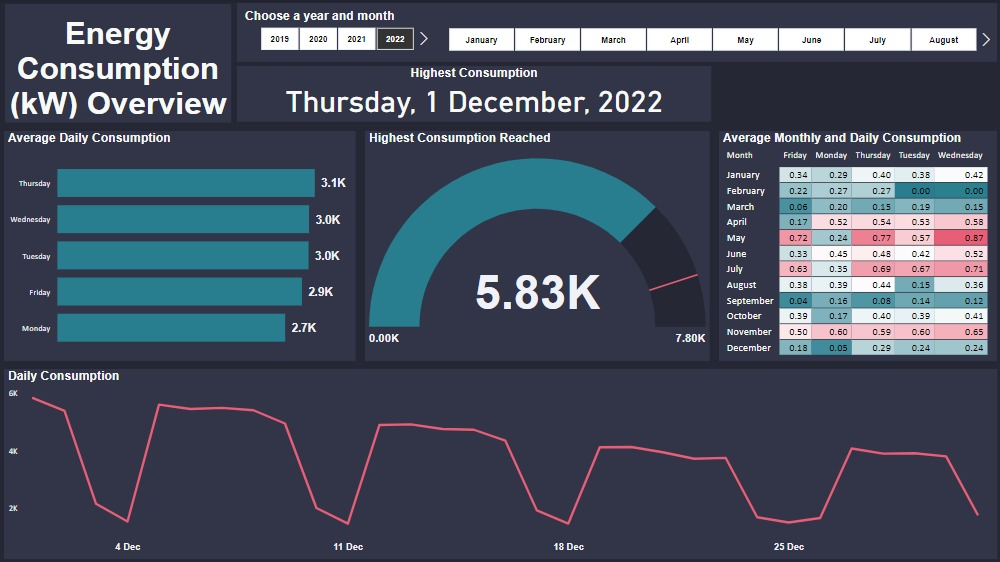 Energy
Consumption
(kW) Overview
Choose a year and month
2019 2020 2021 2022
January February March April May June July August
Highest Consumption
Thursday, 1 December, 2022
Average Daily Consumption
Thursday 3.1K
Wednesday 3.0K
Tuesday 3.0K
Friday 2.9K
Monday 2.7K
Highest Consumption Reached
5.83K
0.00K 7.80K
Average Monthly and Daily Consumption
Month Friday Monday Thursday Tuesday Wednesday
January 0.34 0.29 0.40 0.38 0.42
February 0.22 0.27 0.27 0.00 0.00
March 0.06 0.20 0.15 0.19 0.15
April 0.17 0.52 0.54 0.53 0.58
May 0.72 0.24 0.77 0.57 0.87
June 0.33 0.45 0.48 0.42 0.52
July 0.63 0.35 0.69 0.67 0.71
August 0.38 0.39 0.44 0.15 0.36
September 0.04 0.16 0.08 0.14 0.12
October 0.39 0.17 0.40 0.39 0.41
November 0.50 0.60 0.59 0.60 0.65
December 0.18 0.05 0.29 0.24 0.24
Daily Consumption
6K
4K
2K
4 Dec 11 Dec 18 Dec 25 Dec